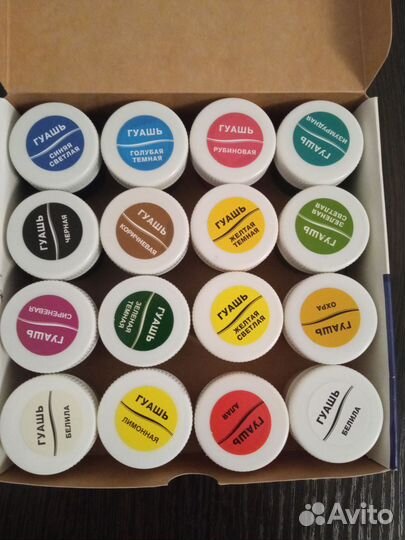 ГУАШЬ
СИНЯЯ
СВЕТЛАЯ
ГУАШЬ
ГОЛУБАЯ
ТЕМНАЯ
ГУАШЬ
РУБИНОВАЯ
ГУАШЬ
ИЗУМРУДНАЯ
ГУАШЬ
ЧЕРНАЯ
ГУАШЬ
КОРИЧНЕВАЯ
ГУАШЬ
ЖЕЛТАЯ
ТЕМНАЯ
ГУАШЬ
ЗЕЛЕНАЯ
СВЕТЛАЯ
ГУАШЬ
СИРЕНЕВАЯ
ГУАШЬ
ЗЕЛЕНАЯ
ТЕМНАЯ
ГУАШЬ
ЖЕЛТАЯ
СВЕТЛАЯ
ГУАШЬ
ОХРА
ГУАШЬ
БЕЛИЛА
ГУАШЬ
ЛИМОННАЯ
ГУАШЬ
АЛАЯ
ГУАШЬ
БЕЛИЛА
Avito